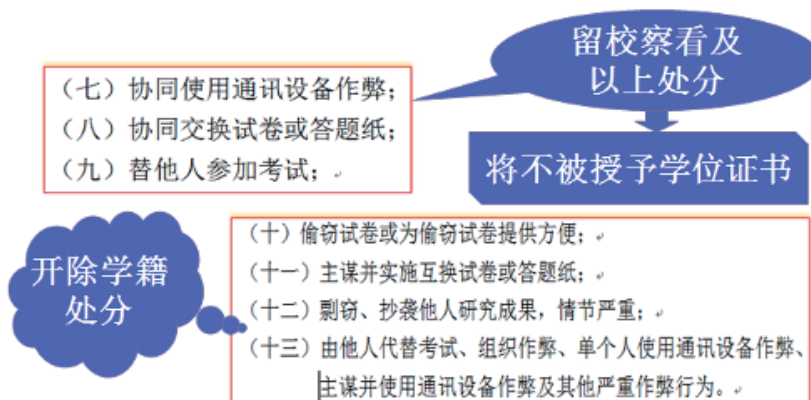 留校察看及
以上处分
（七）协同使用通讯设备作弊；
（八）协同交换试卷或答题纸；
（九）替他人参加考试；
将不被授予学位证书
开除学籍
处分
（十）偷窃试卷或为偷窃试卷提供方便；
（十一）主谋并实施互换试卷或答题纸；
（十二）剽窃、抄袭他人研究成果，情节严重；
（十三）由他人代替考试、组织作弊、单个人使用通讯设备作弊、
主谋并使用通讯设备作弊及其他严重作弊行为。